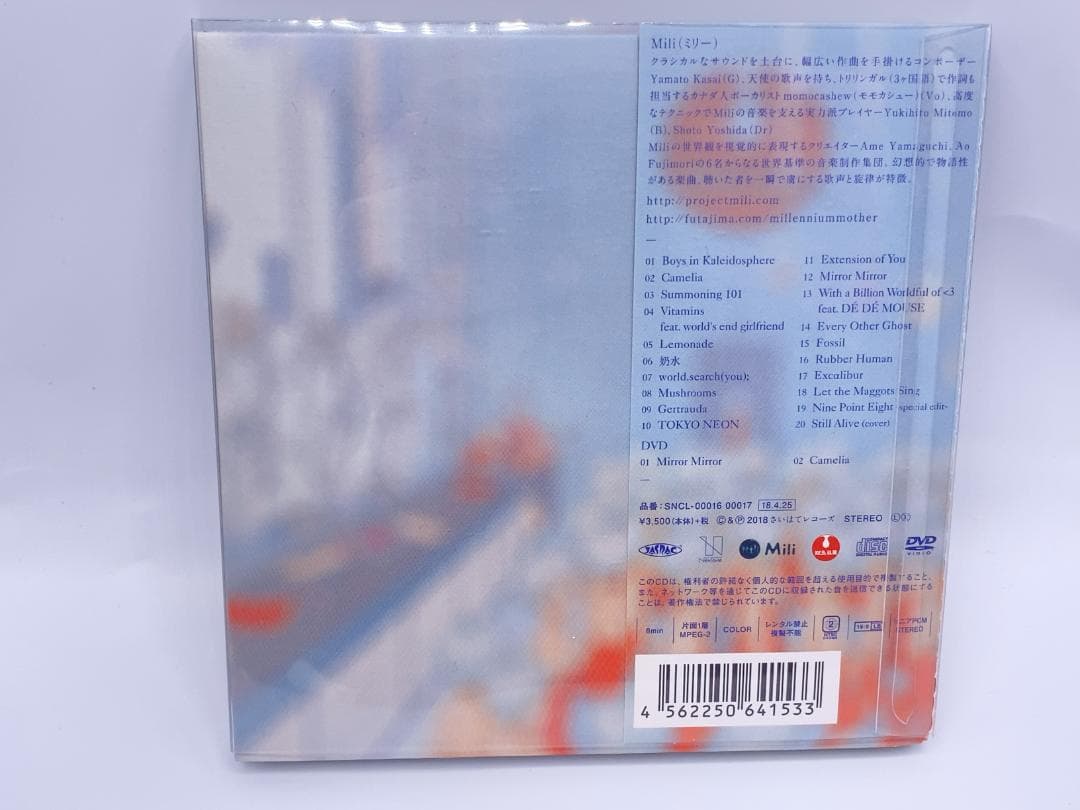 Mili(ミリー)
クラシカルなサウンドを土台に、幅広い作曲を手掛けるコンポーザー
Yamato Kasai(G)、天使の歌声を持ち、トリリンガル(3ヶ国語)で作詞も
担当するカナダ人ボーカリストmomocashew(モモカシュー)(Vo)、高度
なテクニックでMiliの音楽を支える実力派プレイヤーYukihito Mitomo
(B)、Shoto Yoshida(Dr)
Miliの世界観を視覚的に表現するクリエイターAme Yamaguchi、Ao
Fujimoriの6名からなる世界基準の音楽制作集団。幻想的で物語性
がある楽曲、聴いた者を一瞬で虜にする歌声と旋律が特徴。
http://projectmili.com
http://futajima.com/millenniummother
01 Boys in Kaleidosphere
02 Camelia
03 Summoning 101
04 Vitamins
feat. world's end girlfriend
05 Lemonade
06 奶水
07 world.search(you);
08 Mushrooms
09 Gertrauda
10 TOKYO NEON
11 Extension of You
12 Mirror Mirror
13 With a Billion Worldful of <3
feat. DÉ DÉ MOUSE
14 Every Other Ghost
15 Fossil
16 Rubber Human
17 Excalibur
18 Let the Maggots Sing
19 Nine Point Eight -special edit-
20 Still Alive (cover)
DVD
01 Mirror Mirror 02 Camelia
品番:SNCL-00016 00017 18.4.25
¥3,500(本体)+税 Ⓒ&Ⓟ 2018 さいはてレコーズ STEREO
JASRAC Mili COMPACT disc DIGITAL AUDIO DVD VIDEO
このCDは、権利者の許諾なく個人的な範囲を超える使用目的で複製すること、
また、ネットワーク等を通じてこのCDに収録された音を送信できる状態にする
ことは、著作権法で禁じられています。
8min 片面1層 MPEG-2 COLOR レンタル禁止 複製不能 2 16:9 LB リニアPCM STEREO
4 562250 641533